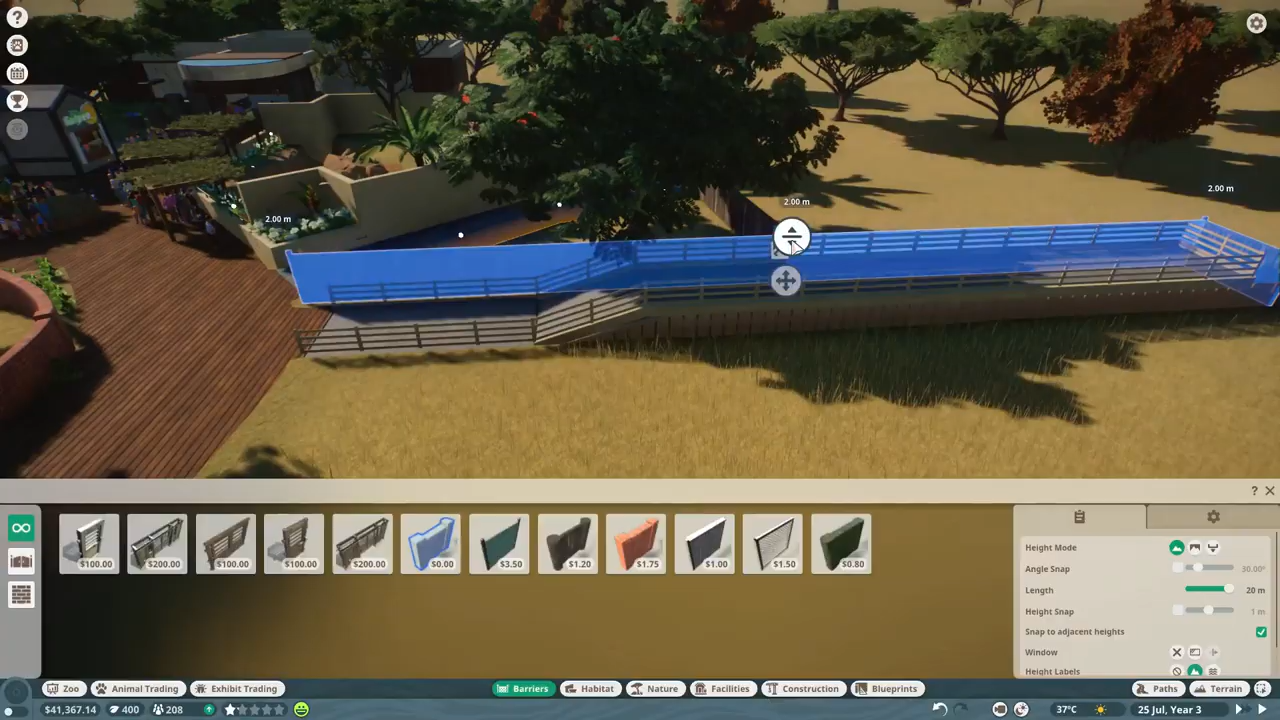 ?
2.00 m
2.00 m
2.00 m
?
$100.00
$200.00
$100.00
$100.00
$200.00
$0.00
$3.50
$1.20
$1.75
$1.00
$1.50
$0.80
Height Mode
Angle Snap
30.00°
Length
20 m
Height Snap
1 m
Snap to adjacent heights
Window
Height Labels
Zoo
Animal Trading
Exhibit Trading
Barriers
Habitat
Nature
Facilities
Construction
Blueprints
Paths
Terrain
$41,367.14
400
208
37°C
25 Jul, Year 3